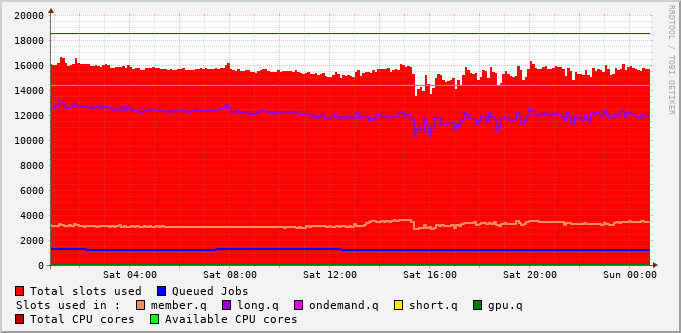 RRDTOOL / TOBI OETIKER
20000
18000
16000
14000
12000
10000
8000
6000
4000
2000
0
Sat 04:00 Sat 08:00 Sat 12:00 Sat 16:00 Sat 20:00 Sun 00:00
Total slots used Queued Jobs
Slots used in : member.q long.q ondemand.q short.q gpu.q
Total CPU cores Available CPU cores